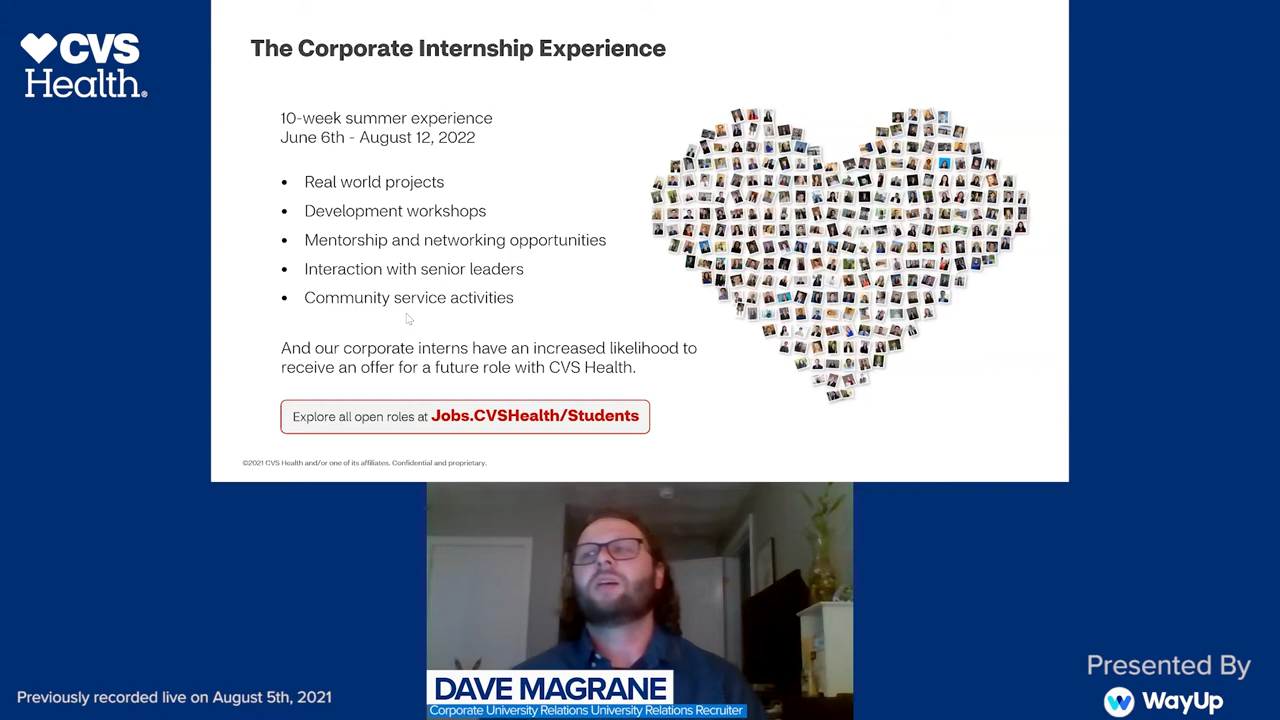 CVS
Health®
The Corporate Internship Experience
10-week summer experience
June 6th - August 12, 2022
• Real world projects
• Development workshops
• Mentorship and networking opportunities
• Interaction with senior leaders
• Community service activities
And our corporate interns have an increased likelihood to
receive an offer for a future role with CVS Health.
Explore all open roles at Jobs.CVSHealth/Students
©2021 CVS Health and/or one of its affiliates. Confidential and proprietary.
DAVE MAGRANE
Corporate University Relations University Relations Recruiter
Previously recorded live on August 5th, 2021
Presented By
WayUp